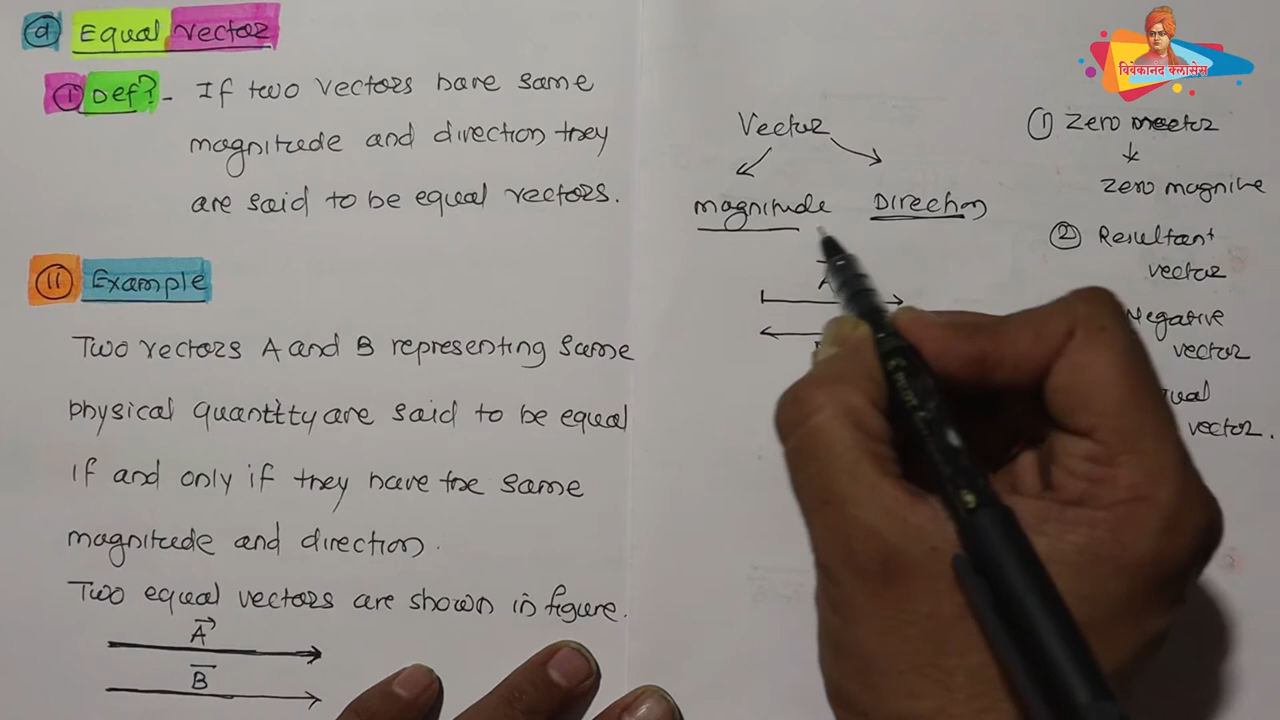 d Equal vector
① Def? - If two vectors have same
magnitude and direction they
are said to be equal vectors.
11 Example
Two vectors A and B representing same
physical quantity are said to be equal
if and only if they have the same
magnitude and direction.
Two equal vectors are shown in figure.
A
B
Vector
magnitude Direction
A
① Zero vector
Zero
② Resultant
vector
Negative
vector
vector.
विवेकानंद क्लासेस